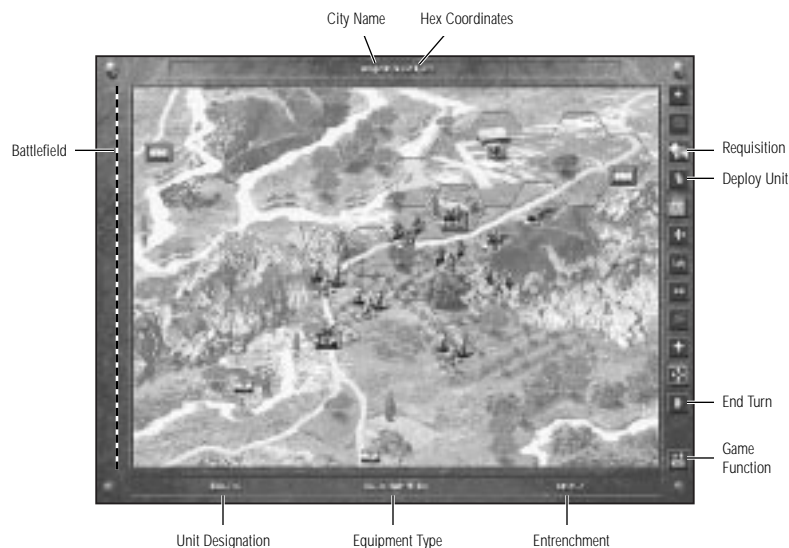 City Name
Hex Coordinates
Battlefield
Requisition
Deploy Unit
End Turn
Game
Function
Unit Designation
Equipment Type
Entrenchment